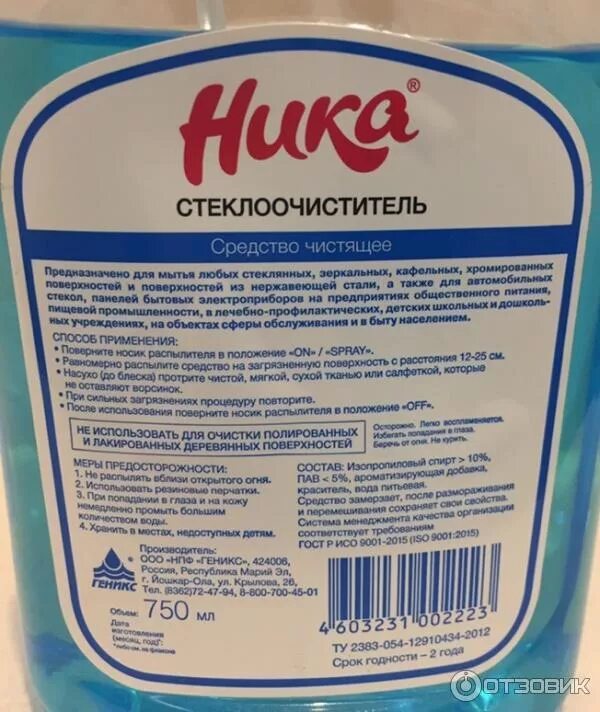 Ника®
СТЕКЛООЧИСТИТЕЛЬ
Средство чистящее
Предназначено для мытья любых стеклянных, зеркальных, кафельных, хромированных
поверхностей и поверхностей из нержавеющей стали, а также для автомобильных
стекол, панелей бытовых электроприборов на предприятиях общественного питания,
пищевой промышленности, в лечебно-профилактических, детских школьных и дошколь-
ных учреждениях, на объектах сферы обслуживания и в быту населением.
СПОСОБ ПРИМЕНЕНИЯ:
• Поверните носик распылителя в положение «ON» / «SPRAY».
• Равномерно распылите средство на загрязненную поверхность с расстояния 12-25 см.
• Насухо (до блеска) протрите чистой, мягкой, сухой тканью или салфеткой, которые
не оставляют ворсинок.
• При сильных загрязнениях процедуру повторите.
• После использования поверните носик распылителя в положение «OFF».
НЕ ИСПОЛЬЗОВАТЬ ДЛЯ ОЧИСТКИ ПОЛИРОВАННЫХ
И ЛАКИРОВАННЫХ ДЕРЕВЯННЫХ ПОВЕРХНОСТЕЙ
Осторожно. Легко воспламеняется.
Избегать попадания в глаза.
Беречь от огня. Не курить.
МЕРЫ ПРЕДОСТОРОЖНОСТИ:
1. Не распылять вблизи открытого огня.
2. Использовать резиновые перчатки.
3. При попадании в глаза и на кожу
немедленно промыть большим
количеством воды.
4. Хранить в местах, недоступных детям.
СОСТАВ: Изопропиловый спирт > 10%,
ПАВ < 5%, ароматизирующая добавка,
краситель, вода питьевая.
Средство замерзает, после размораживания
и перемешивания сохраняет свои свойства.
Система менеджмента качества организации
соответствует требованиям
ГОСТ Р ИСО 9001-2015 (ISO 9001:2015)
ГЕНИКС
Производитель:
ООО «НПФ «ГЕНИКС», 424006,
Россия, Республика Марий Эл,
г. Йошкар-Ола, ул. Крылова, 26,
Тел. (8362)72-47-94, 8-800-700-45-01
Объем: 750 мл
Дата
изготовления
(месяц, год)*:
*либо см. на флаконе
4 603231 002223
ТУ 2383-054-12910434-2012
Срок годности – 2 года
ОТЗОВИК